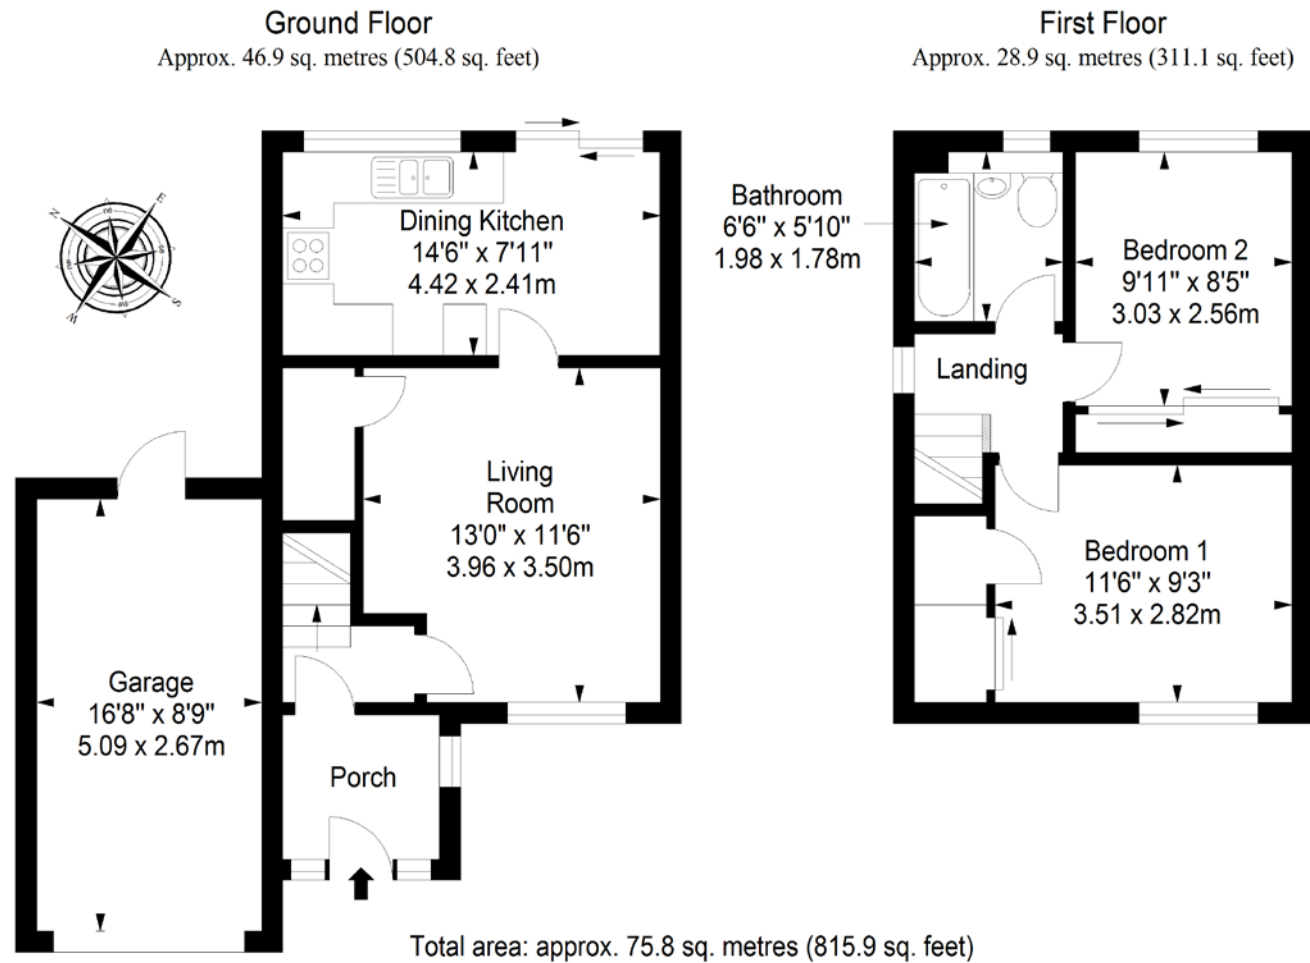 Ground Floor
Approx. 46.9 sq. metres (504.8 sq. feet)
First Floor
Approx. 28.9 sq. metres (311.1 sq. feet)
N
E
S
W
Dining Kitchen
14'6" x 7'11"
4.42 x 2.41m
Living
Room
13'0" x 11'6"
3.96 x 3.50m
Garage
16'8" x 8'9"
5.09 x 2.67m
Porch
Bathroom
6'6" x 5'10"
1.98 x 1.78m
Bedroom 2
9'11" x 8'5"
3.03 x 2.56m
Landing
Bedroom 1
11'6" x 9'3"
3.51 x 2.82m
Total area: approx. 75.8 sq. metres (815.9 sq. feet)